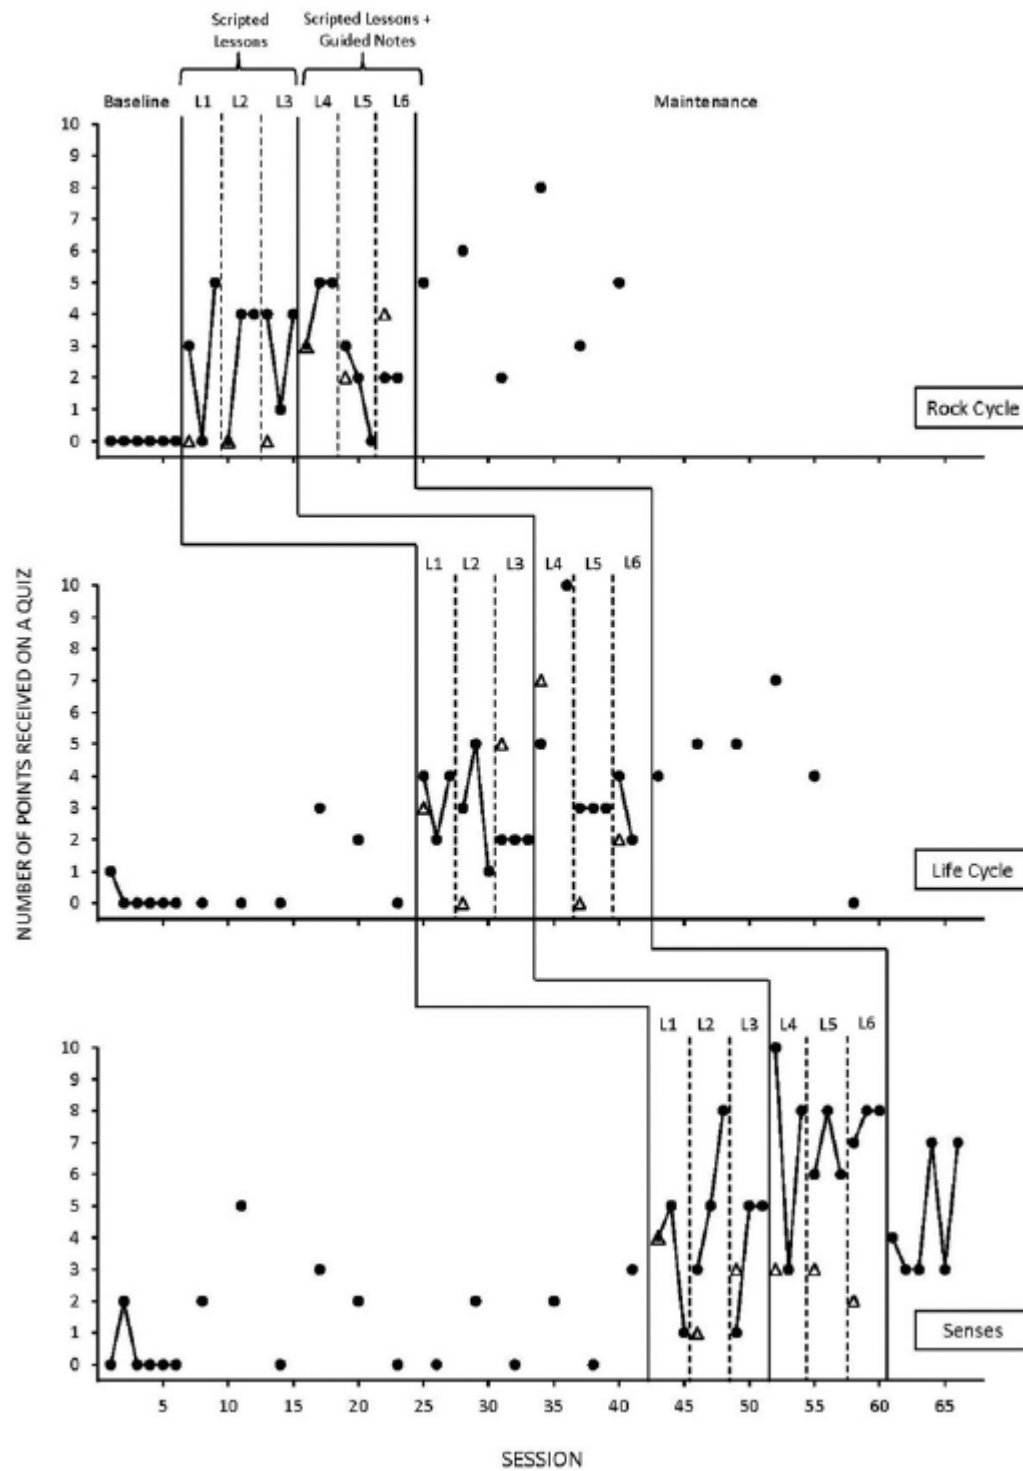 Scripted Lessons + 
Scripted
Lessons
Guided Notes
Baseline L1 L2 L3 L4 L5 L6 Maintenance
10
9
8
7
6
5
4
3
2
1
0
Rock Cycle
5 10 15 20 25 30 35 40 45 50 55 60 65
L1 L2 L3 L4 L5 L6
10
9
8
7
6
5
4
3
2
1
0
Life Cycle
NUMBER OF POINTS RECEIVED ON A QUIZ
L1 L2 L3 L4 L5 L6
10
9
8
7
6
5
4
3
2
1
0
Senses
SESSION